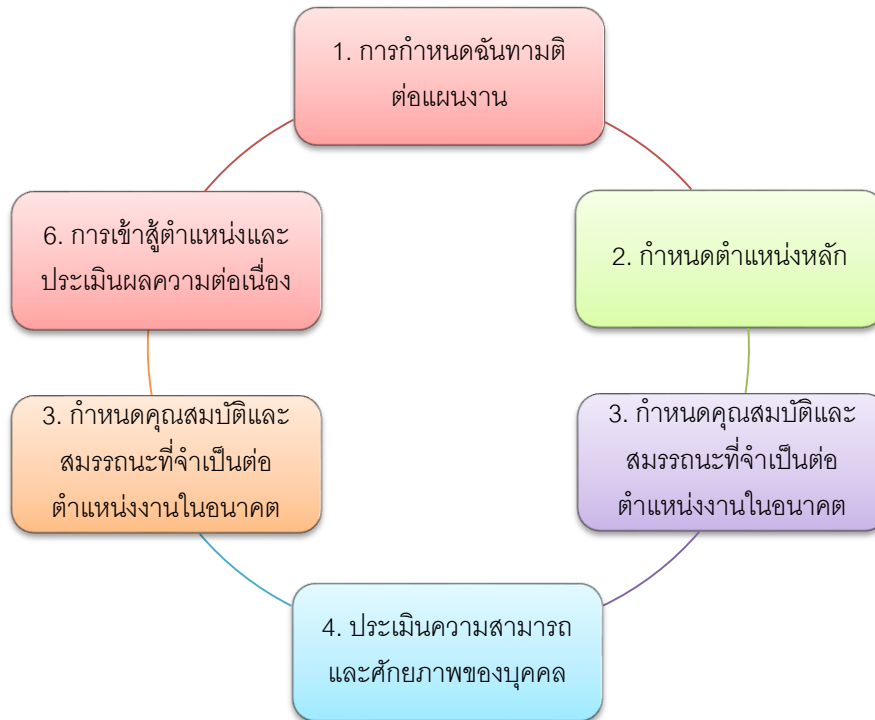 1. การกำหนดฉันทามติ
ต่อแผนงาน
2. กำหนดตำแหน่งหลัก
3. กำหนดคุณสมบัติและ
สมรรถนะที่จำเป็นต่อ
ตำแหน่งงานในอนาคต
4. ประเมินความสามารถ
และศักยภาพของบุคคล
3. กำหนดคุณสมบัติและ
สมรรถนะที่จำเป็นต่อ
ตำแหน่งงานในอนาคต
6. การเข้าสู้ตำแหน่งและ
ประเมินผลความต่อเนื่อง